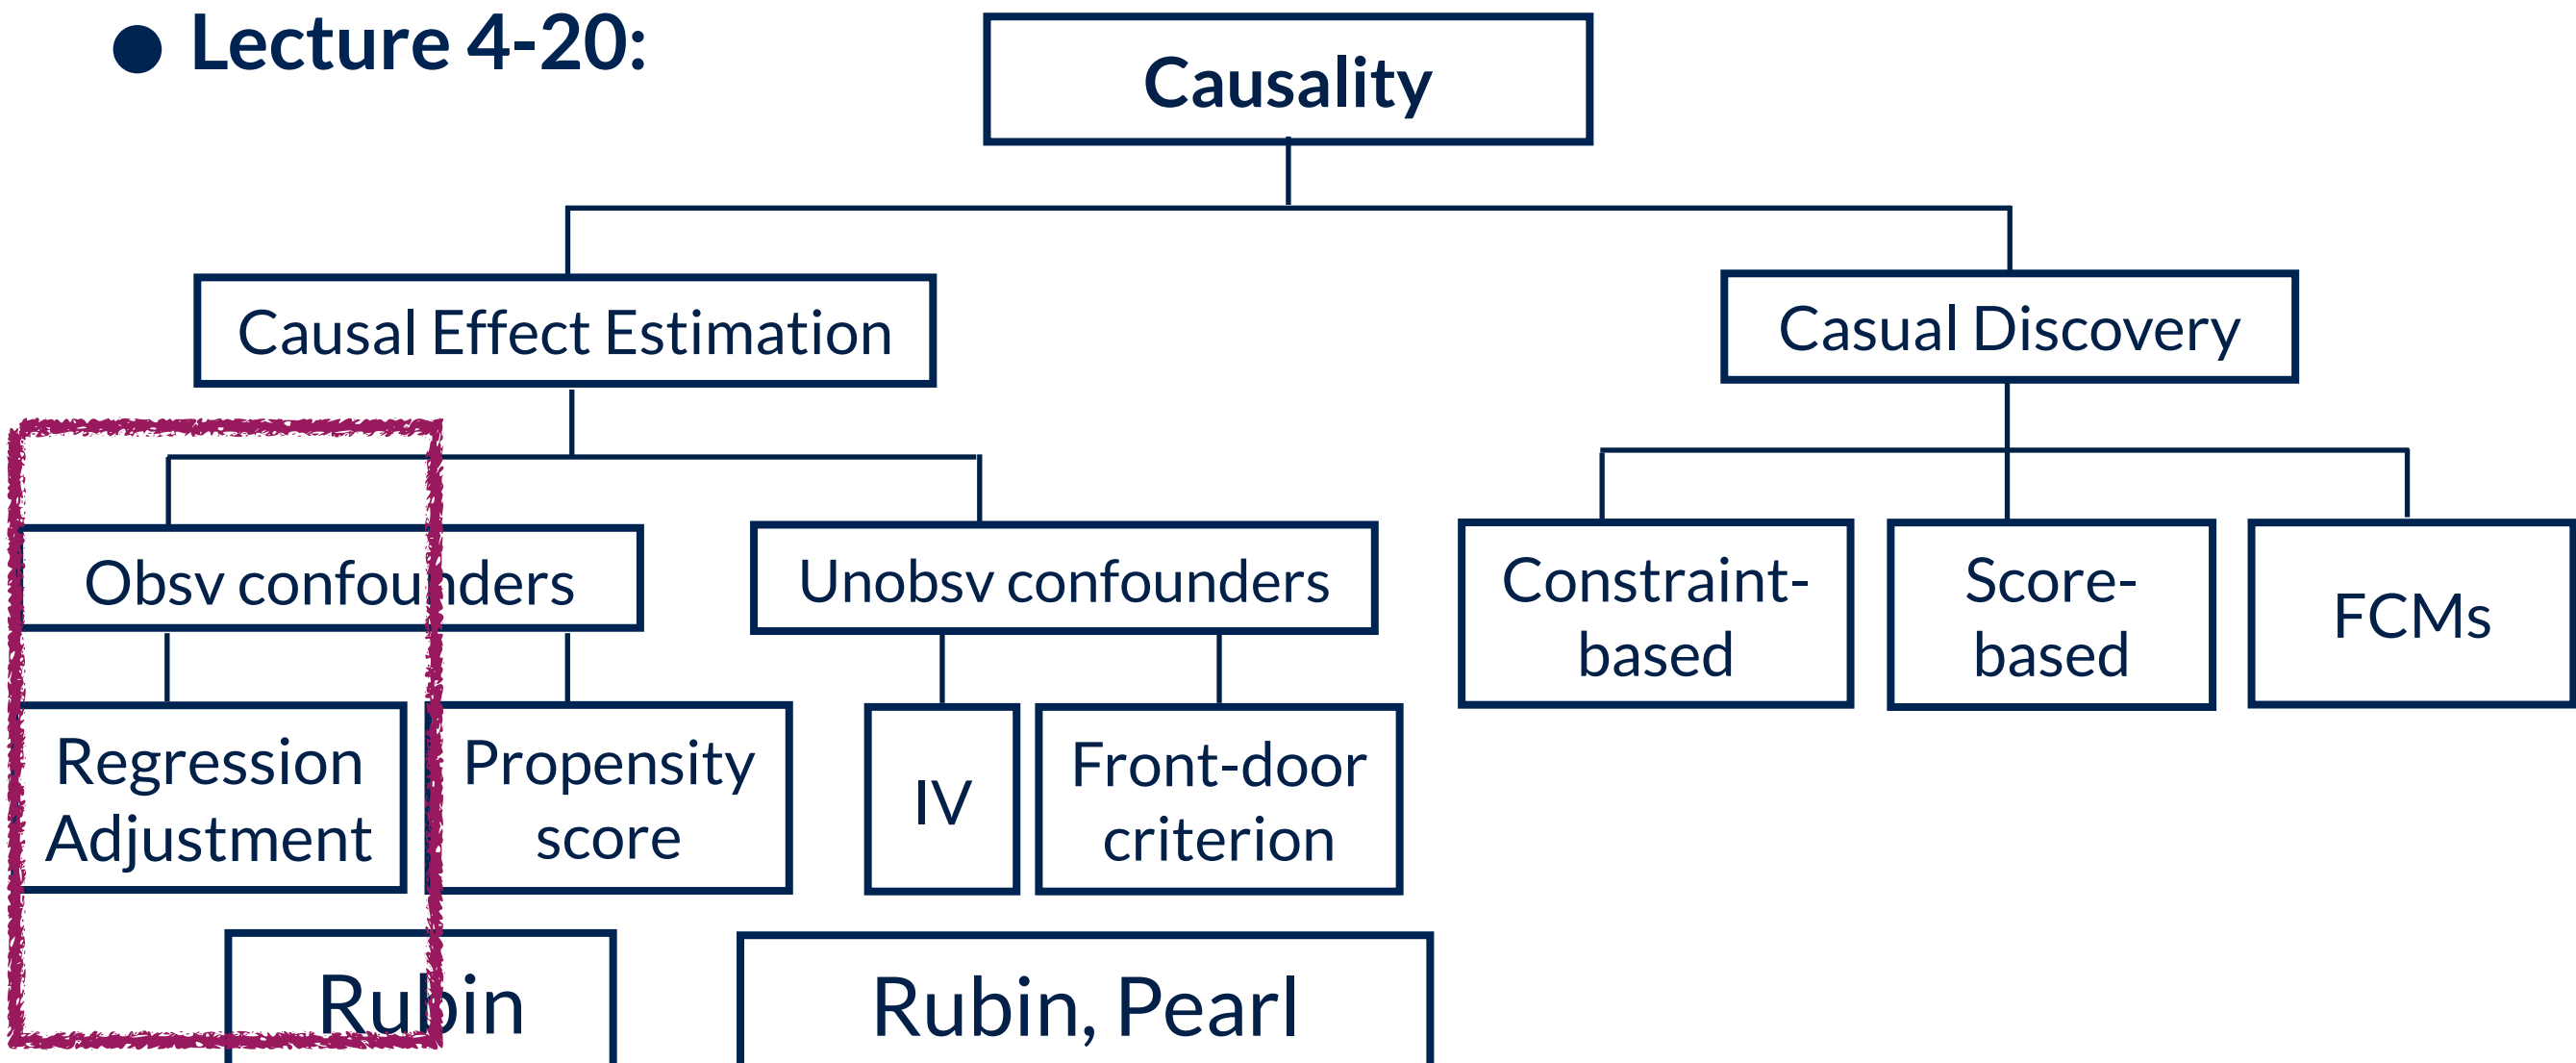 ● Lecture 4-20:
Causality
Causal Effect Estimation
Casual Discovery
Obsv confounders
Unobsv confounders
Constraint-
based
Score-
based
FCMs
Regression
Adjustment
Propensity
score
IV
Front-door
criterion
Rubin
Rubin, Pearl